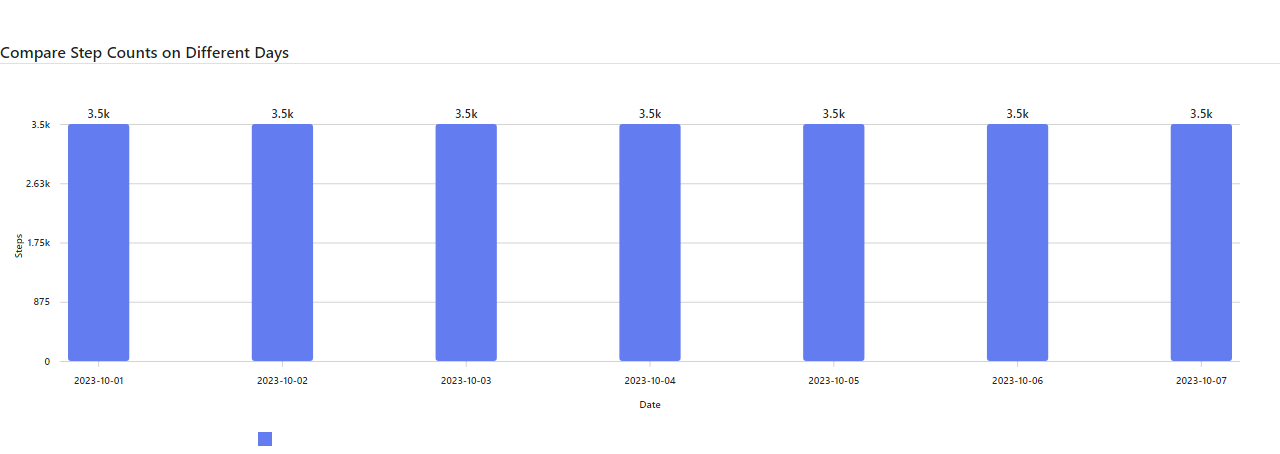 Compare Step Counts on Different Days
3.5k 3.5k 3.5k 3.5k 3.5k 3.5k 3.5k
3.5k
2.63k
Steps
1.75k
875
0
2023-10-01 2023-10-02 2023-10-03 2023-10-04 2023-10-05 2023-10-06 2023-10-07
Date